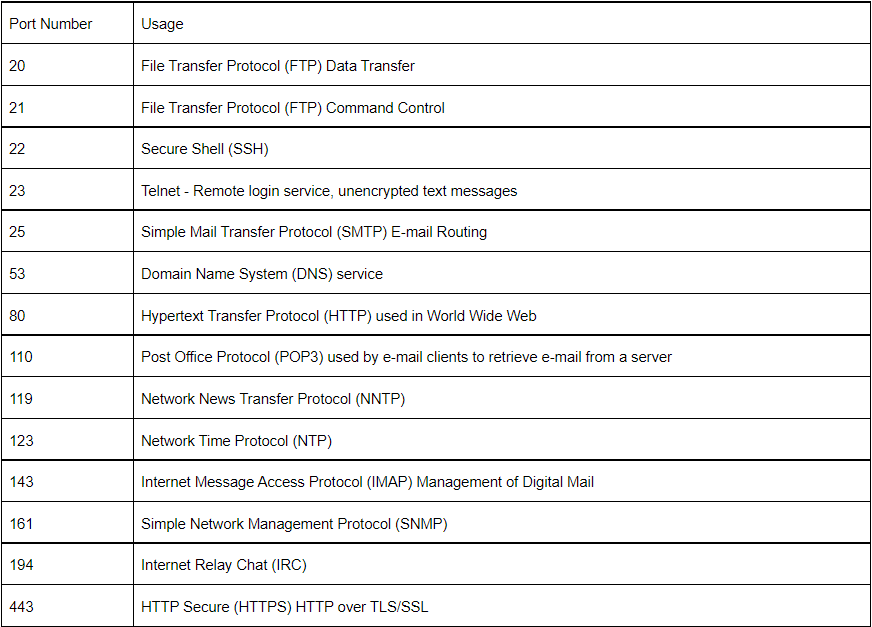 Port Number Usage
20 File Transfer Protocol (FTP) Data Transfer
21 File Transfer Protocol (FTP) Command Control
22 Secure Shell (SSH)
23 Telnet - Remote login service, unencrypted text messages
25 Simple Mail Transfer Protocol (SMTP) E-mail Routing
53 Domain Name System (DNS) service
80 Hypertext Transfer Protocol (HTTP) used in World Wide Web
110 Post Office Protocol (POP3) used by e-mail clients to retrieve e-mail from a server
119 Network News Transfer Protocol (NNTP)
123 Network Time Protocol (NTP)
143 Internet Message Access Protocol (IMAP) Management of Digital Mail
161 Simple Network Management Protocol (SNMP)
194 Internet Relay Chat (IRC)
443 HTTP Secure (HTTPS) HTTP over TLS/SSL